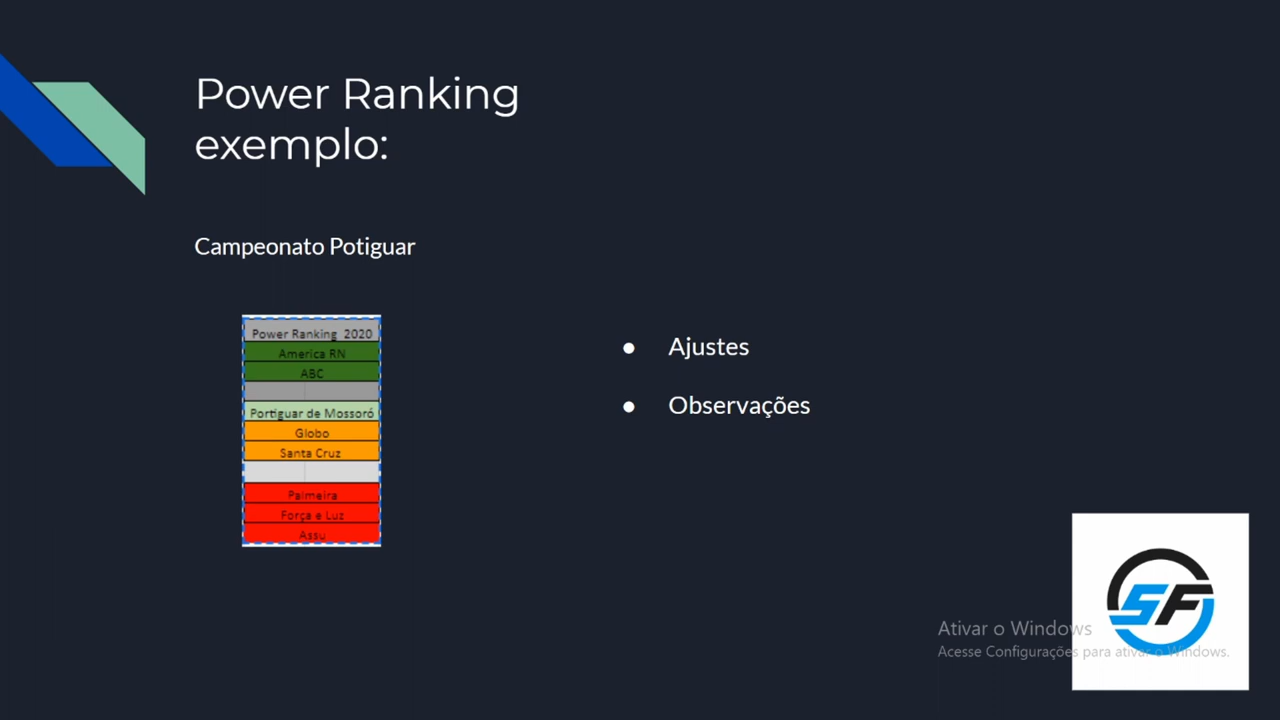 Power Ranking
exemplo:
Campeonato Potiguar
Power Ranking 2020
America RN
ABC
Portiguar de Mossoró
Globo
Santa Cruz
Palmeira
Força e Luz
Assu
● Ajustes
● Observações
SF
Ativar o Windows
Acesse Configurações para ativar o Windows.